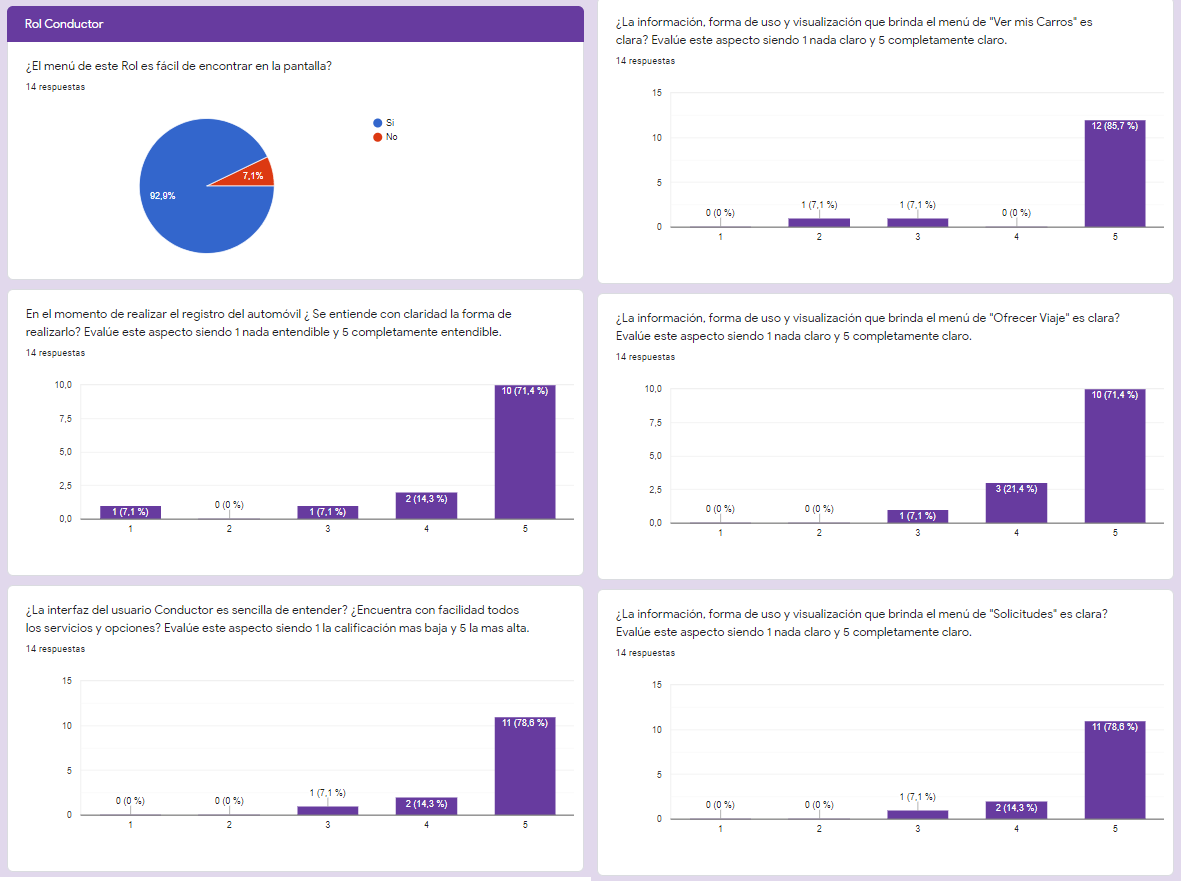 Rol Conductor
¿El menú de este Rol es fácil de encontrar en la pantalla?
14 respuestas
Si
No
7,1%
92,9%
En el momento de realizar el registro del automóvil ¿ Se entiende con claridad la forma de
realizarlo? Evalúe este aspecto siendo 1 nada entendible y 5 completamente entendible.
14 respuestas
10,0
7,5
5,0
2,5
0,0
1 (7,1 %)
0 (0 %)
1 (7,1 %)
2 (14,3 %)
10 (71,4 %)
1 2 3 4 5
¿La interfaz del usuario Conductor es sencilla de entender? ¿Encuentra con facilidad todos
los servicios y opciones? Evalúe este aspecto siendo 1 la calificación mas baja y 5 la mas alta.
14 respuestas
15
10
5
0
0 (0 %)
0 (0 %)
1 (7,1 %)
2 (14,3 %)
11 (78,6 %)
1 2 3 4 5
¿La información, forma de uso y visualización que brinda el menú de "Ver mis Carros" es
clara? Evalúe este aspecto siendo 1 nada claro y 5 completamente claro.
14 respuestas
15
10
5
0
0 (0 %)
1 (7,1 %)
1 (7,1 %)
0 (0 %)
12 (85,7 %)
1 2 3 4 5
¿La información, forma de uso y visualización que brinda el menú de "Ofrecer Viaje" es clara?
Evalúe este aspecto siendo 1 nada claro y 5 completamente claro.
14 respuestas
10,0
7,5
5,0
2,5
0,0
0 (0 %)
0 (0 %)
1 (7,1 %)
3 (21,4 %)
10 (71,4 %)
1 2 3 4 5
¿La información, forma de uso y visualización que brinda el menú de "Solicitudes" es clara?
Evalúe este aspecto siendo 1 nada claro y 5 completamente claro.
14 respuestas
15
10
5
0
0 (0 %)
0 (0 %)
1 (7,1 %)
2 (14,3 %)
11 (78,6 %)
1 2 3 4 5